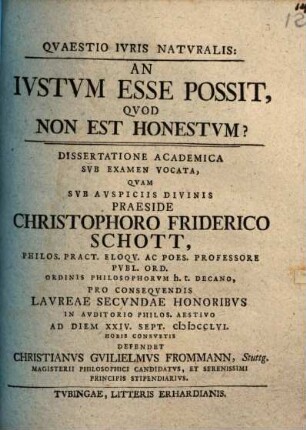 QVAESTIO IVRIS NATVRALIS:
AN
IVSTVM ESSE POSSIT,
QVOD
NON EST HONESTVM?
DISSERTATIONE ACADEMICA
SVB EXAMEN VOCATA,
QVAM
SVB AVSPICIIS DIVINIS
PRAESIDE
CHRISTOPHORO FRIDERICO
SCHOTT,
PHILOS. PRACT. ELOQV. AC POES. PROFESSORE
PVBL. ORD.
ORDINIS PHILOSOPHORVM h. t. DECANO,
PRO CONSEQVENDIS
LAVREAE SECVNDAE HONORIBVS
IN AVDITORIO PHILOS. AESTIVO
AD DIEM XXIV. SEPT. cIɔIɔccLVI.
HORIS CONSVETIS
DEFENDET
CHRISTIANVS GVILIELMVS FROMMANN, Stuttg.
MAGISTERII PHILOSOPHICI CANDIDATVS, ET SERENISSIMI
PRINCIPIS STIPENDIARIVS.
TVBINGAE, LITTERIS ERHARDIANIS.